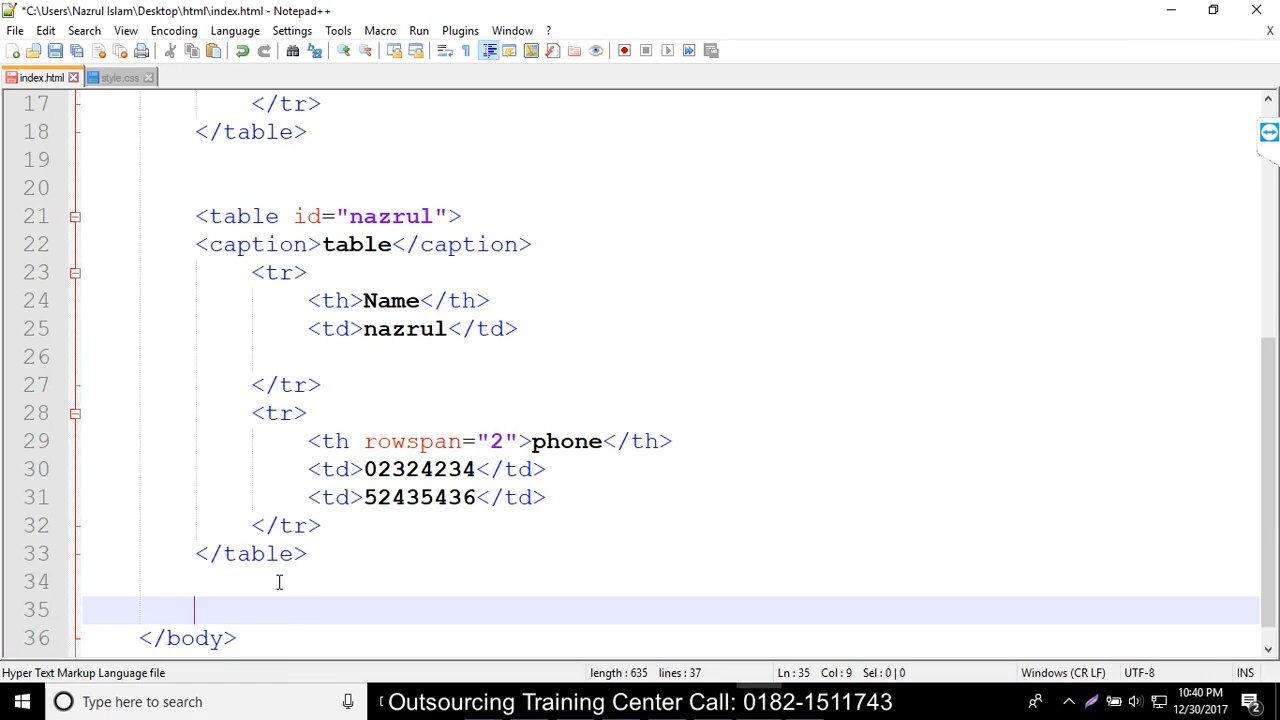 *C:\Users\Nazrul Islam\Desktop\html\index.html - Notepad++
File Edit Search View Encoding Language Settings Tools Macro Run Plugins Window ? X
index.html style.css
17 </tr>
18 </table>
19
20
21 <table id="nazrul">
22 <caption>table</caption>
23 <tr>
24 <th>Name</th>
25 <td>nazrul</td>
26
27 </tr>
28 <tr>
29 <th rowspan="2">phone</th>
30 <td>02324234</td>
31 <td>52435436</td>
32 </tr>
33 </table>
34
35
36 </body>
Hyper Text Markup Language file length : 635 lines : 37 Ln : 35 Col : 9 Sel : 0 | 0 Windows (CR LF) UTF-8 INS
Type here to search
[ Outsourcing Training Center Call: 0182-1511743
10:40 PM
12/30/2017
2